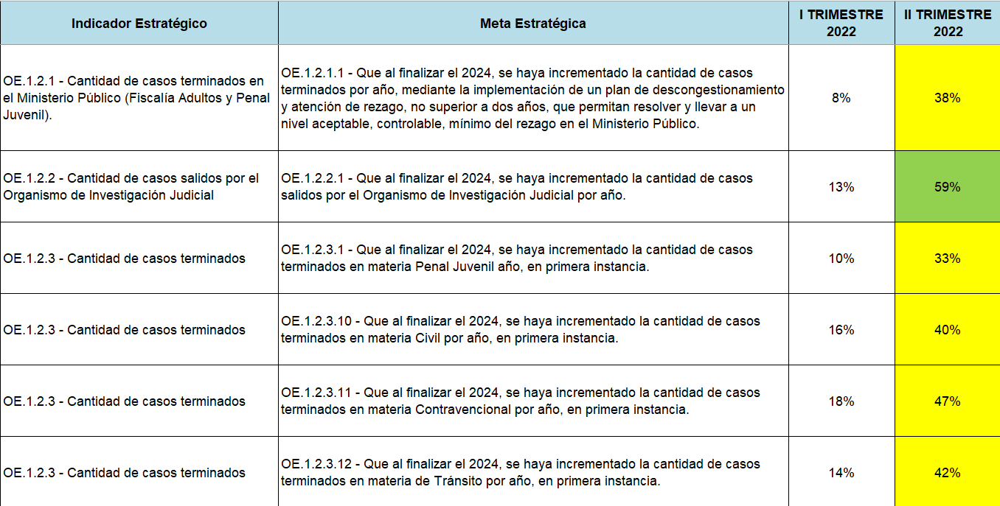 Indicador Estratégico
Meta Estratégica
I TRIMESTRE
2022
II TRIMESTRE
2022
OE.1.2.1 - Cantidad de casos terminados en
el Ministerio Público (Fiscalía Adultos y Penal
Juvenil).
OE.1.2.1.1 - Que al finalizar el 2024, se haya incrementado la cantidad de casos
terminados por año, mediante la implementación de un plan de descongestionamiento
y atención de rezago, no superior a dos años, que permitan resolver y llevar a un
nivel aceptable, controlable, mínimo del rezago en el Ministerio Público.
8%
38%
OE.1.2.2 - Cantidad de casos salidos por el
Organismo de Investigación Judicial
OE.1.2.2.1 - Que al finalizar el 2024, se haya incrementado la cantidad de casos
salidos por el Organismo de Investigación Judicial por año.
13%
59%
OE.1.2.3 - Cantidad de casos terminados
OE.1.2.3.1 - Que al finalizar el 2024, se haya incrementado la cantidad de casos
terminados en materia Penal Juvenil año, en primera instancia.
10%
33%
OE.1.2.3 - Cantidad de casos terminados
OE.1.2.3.10 - Que al finalizar el 2024, se haya incrementado la cantidad de casos
terminados en materia Civil por año, en primera instancia.
16%
40%
OE.1.2.3 - Cantidad de casos terminados
OE.1.2.3.11 - Que al finalizar el 2024, se haya incrementado la cantidad de casos
terminados en materia Contravencional por año, en primera instancia.
18%
47%
OE.1.2.3 - Cantidad de casos terminados
OE.1.2.3.12 - Que al finalizar el 2024, se haya incrementado la cantidad de casos
terminados en materia de Tránsito por año, en primera instancia.
14%
42%